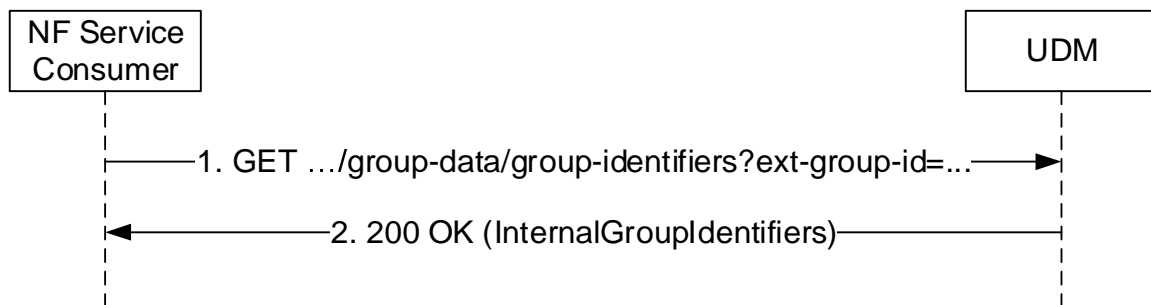 NF Service
Consumer
UDM
1. GET …/group-data/group-identifiers?ext-group-id=...
2. 200 OK (InternalGroupIdentifiers)